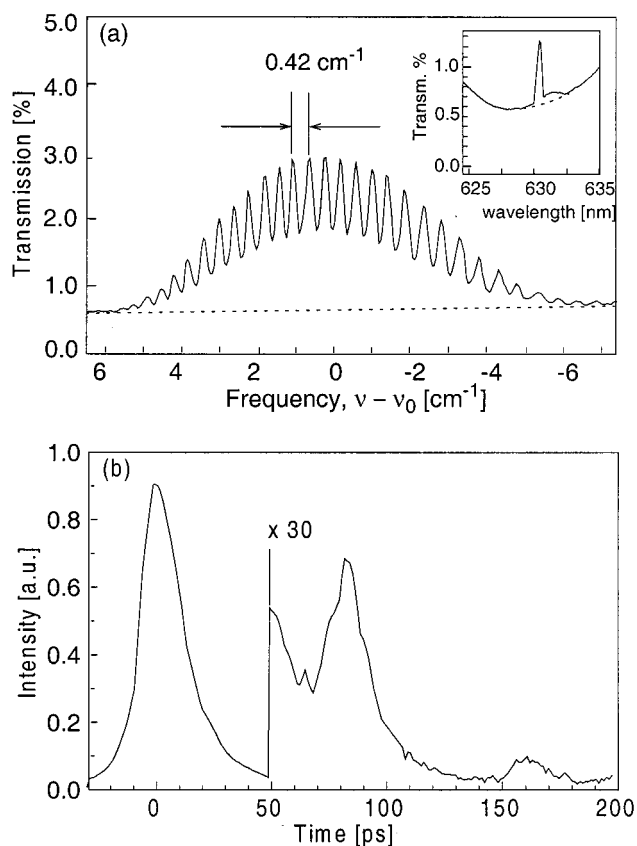 (a)
5.0
4.0
3.0
2.0
1.0
0.0
Transmission [%]
0.42 cm⁻¹
1.0
0.6
0.0
Transm. %
625 630 635
wavelength [nm]
6 4 2 0 -2 -4 -6
Frequency, ν – ν₀ [cm⁻¹]
(b)
1.0
0.8
0.6
0.4
0.2
0.0
Intensity [a.u.]
x 30
0 50 100 150 200
Time [ps]